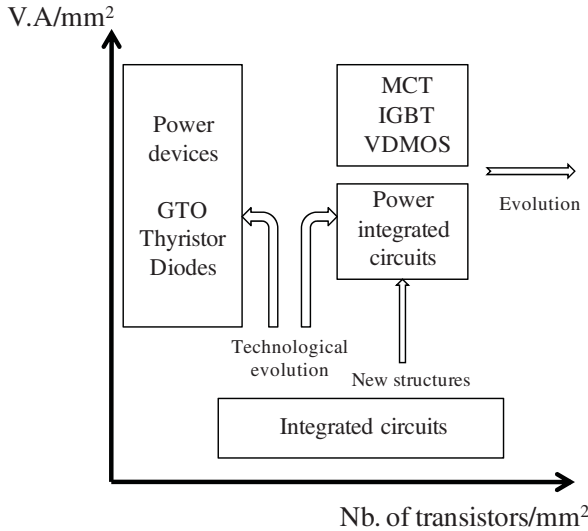 V.A/mm²
Power
devices
GTO
Thyristor
Diodes
MCT
IGBT
VDMOS
Power
integrated
circuits
Evolution
Technological
evolution
New structures
Integrated circuits
Nb. of transistors/mm²